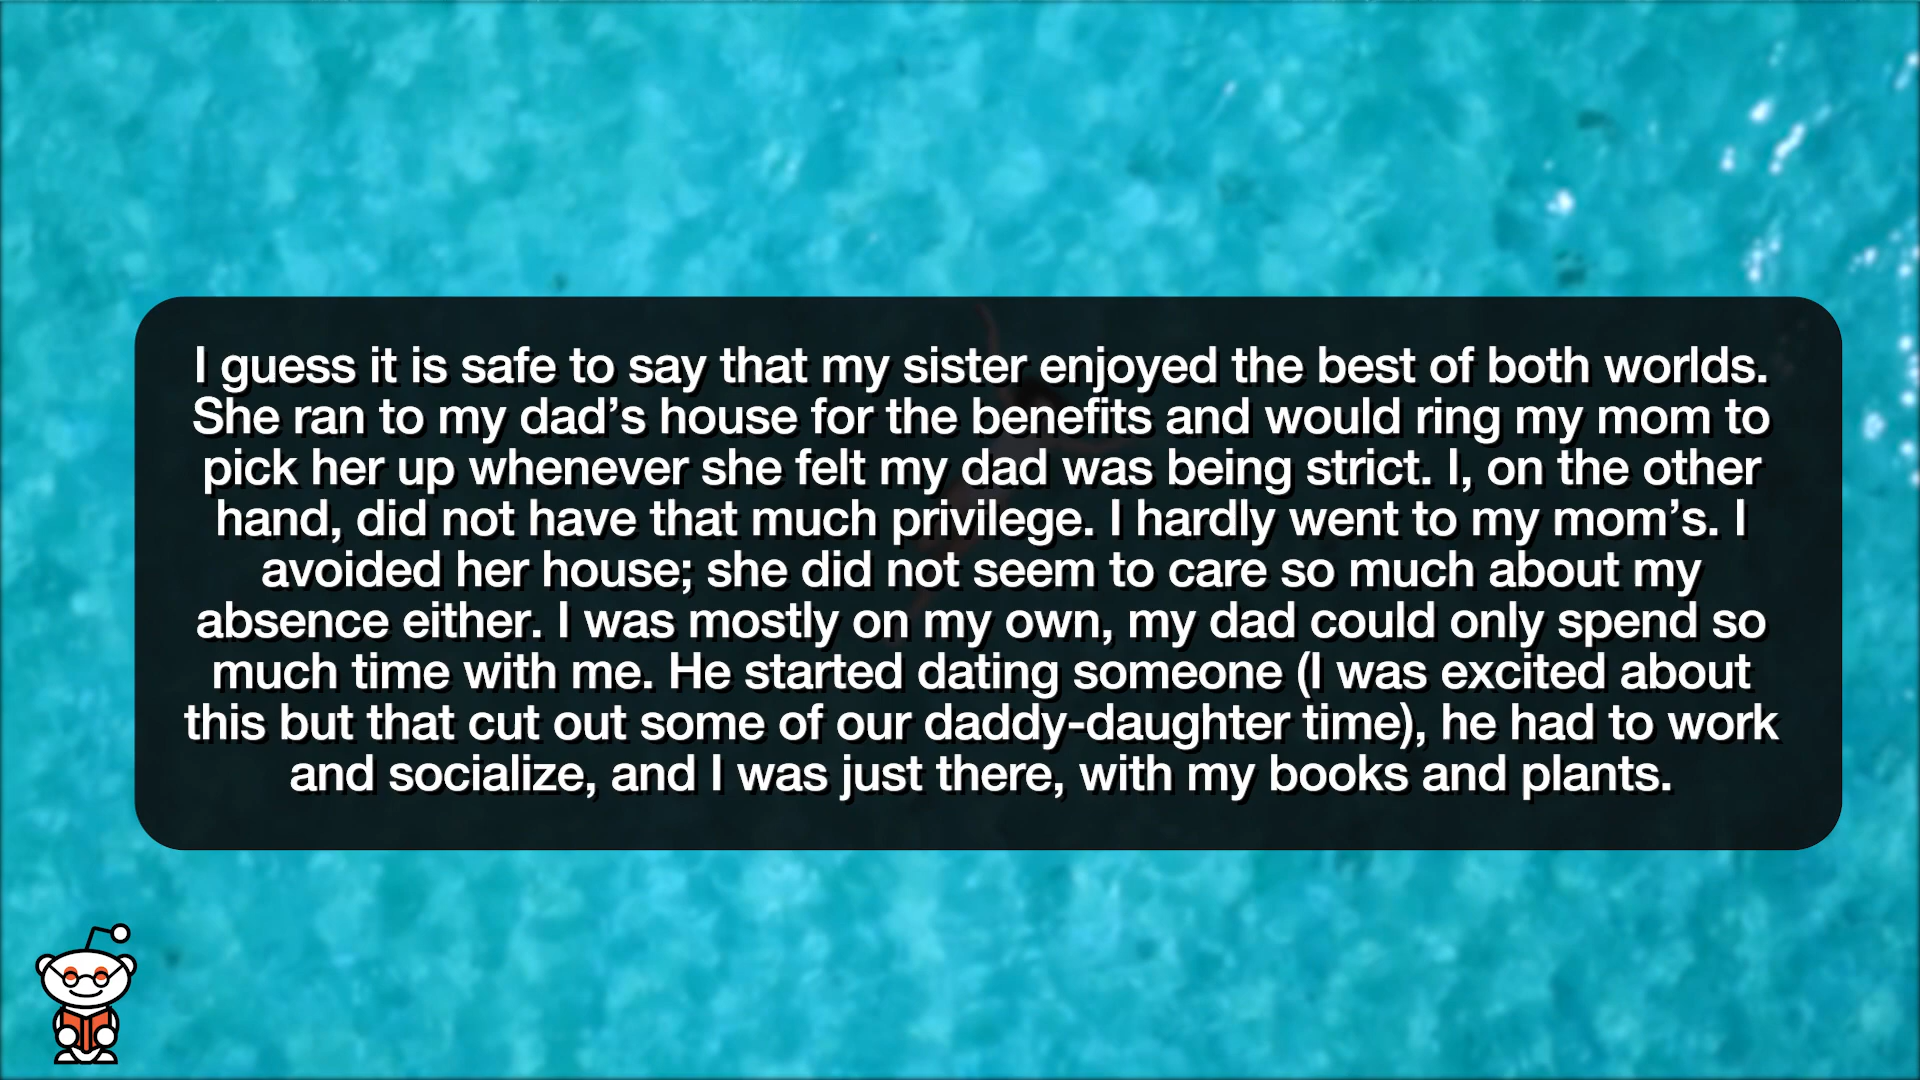 I guess it is safe to say that my sister enjoyed the best of both worlds.
She ran to my dad’s house for the benefits and would ring my mom to
pick her up whenever she felt my dad was being strict. I, on the other
hand, did not have that much privilege. I hardly went to my mom’s. I
avoided her house; she did not seem to care so much about my
absence either. I was mostly on my own, my dad could only spend so
much time with me. He started dating someone (I was excited about
this but that cut out some of our daddy-daughter time), he had to work
and socialize, and I was just there, with my books and plants.